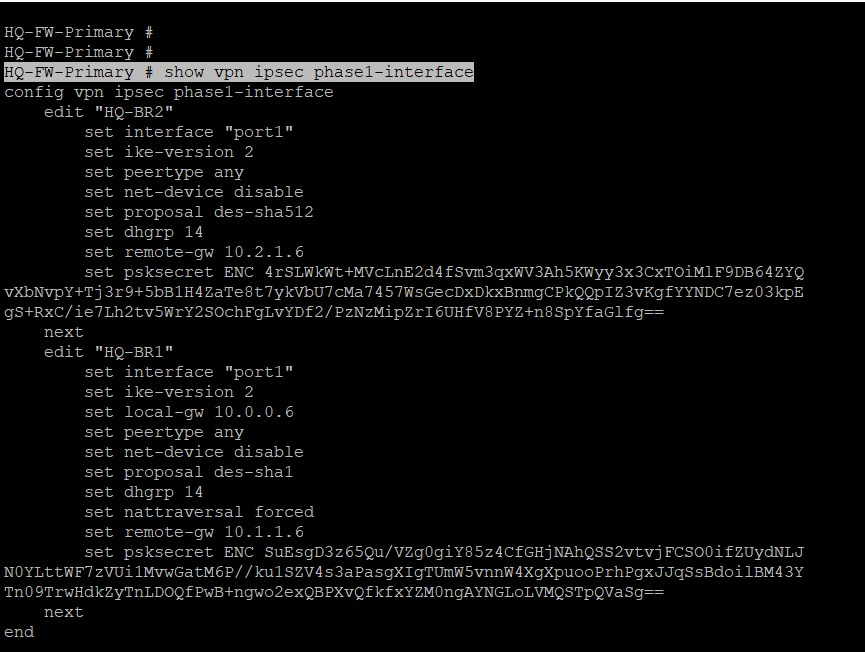 HQ-FW-Primary #
HQ-FW-Primary #
HQ-FW-Primary # show vpn ipsec phase1-interface
config vpn ipsec phase1-interface
    edit "HQ-BR2"
        set interface "port1"
        set ike-version 2
        set peertype any
        set net-device disable
        set proposal des-sha512
        set dhgrp 14
        set remote-gw 10.2.1.6
        set psksecret ENC 4rSLWkWt+MVcLnE2d4fSvm3qxWV3Ah5KWyy3x3CxTOiMlF9DB64ZYQ
vXbNvpY+Tj3r9+5bB1H4ZaTe8t7ykVbU7cMa7457WsGecDxDkxBnmgCPkQQpIZ3vKgfYYNDC7ez03kpE
gS+RxC/ie7Lh2tv5WrY2SOchFgLvYDf2/PzNzMipZrI6UHfV8PYZ+n8SpYfaGlfg==
    next
    edit "HQ-BR1"
        set interface "port1"
        set ike-version 2
        set local-gw 10.0.0.6
        set peertype any
        set net-device disable
        set proposal des-sha1
        set dhgrp 14
        set nattraversal forced
        set remote-gw 10.1.1.6
        set psksecret ENC SuEsgD3z65Qu/VZg0giY85z4CfGHjNAhQSS2vtvjFCSO0ifZUydNLJ
N0YLttWF7zVUi1MvwGatM6P//ku1SZV4s3aPasgXIgTUmW5vnnW4XgXpuooPrhPgxJJqSsBdoilBM43Y
Tn09TrwHdkZyTnLDOQfPwB+ngwo2exQBPXvQfkfxYZM0ngAYNGLoLVMQSTpQVaSg==
    next
end